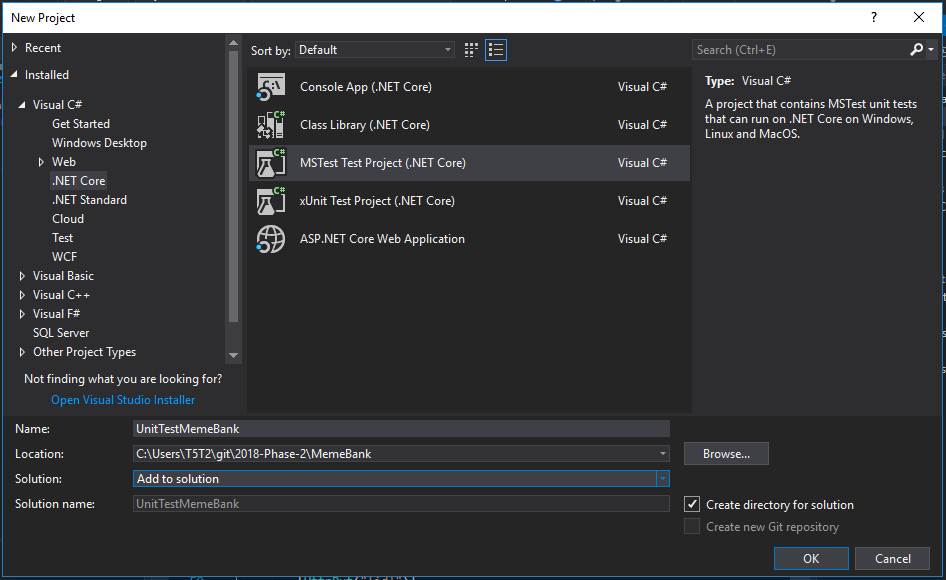 New Project
?
Recent
Installed
Visual C#
Get Started
Windows Desktop
Web
.NET Core
.NET Standard
Cloud
Test
WCF
Visual Basic
Visual C++
Visual F#
SQL Server
Other Project Types
Not finding what you are looking for?
Open Visual Studio Installer
Sort by: Default
Console App (.NET Core) Visual C#
Class Library (.NET Core) Visual C#
MSTest Test Project (.NET Core) Visual C#
xUnit Test Project (.NET Core) Visual C#
ASP.NET Core Web Application Visual C#
Search (Ctrl+E)
Type: Visual C#
A project that contains MSTest unit tests
that can run on .NET Core on Windows,
Linux and MacOS.
Name: UnitTestMemeBank
Location: C:\Users\T5T2\git\2018-Phase-2\MemeBank
Browse...
Solution: Add to solution
Solution name: UnitTestMemeBank
Create directory for solution
Create new Git repository
OK Cancel